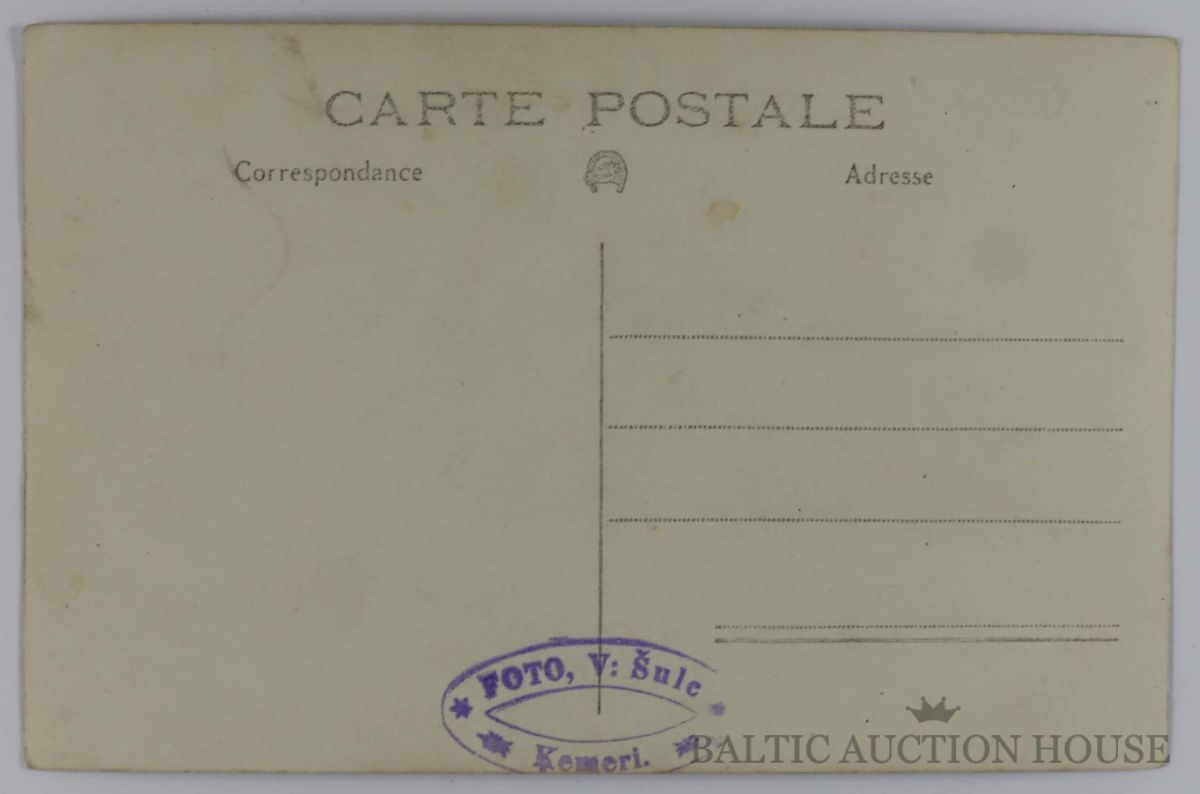 CARTE POSTALE
Correspondance
Adresse
FOTO, V: Šulc
Ķemeri.
BALTIC AUCTION HOUSE